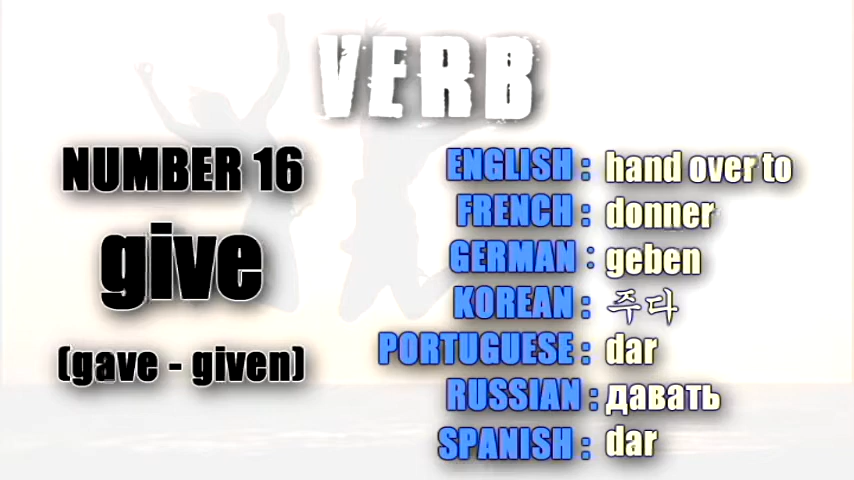 VERB
NUMBER 16
give
(gave - given)
ENGLISH : hand over to
FRENCH : donner
GERMAN : geben
KOREAN : 주다
PORTUGUESE : dar
RUSSIAN : давать
SPANISH : dar